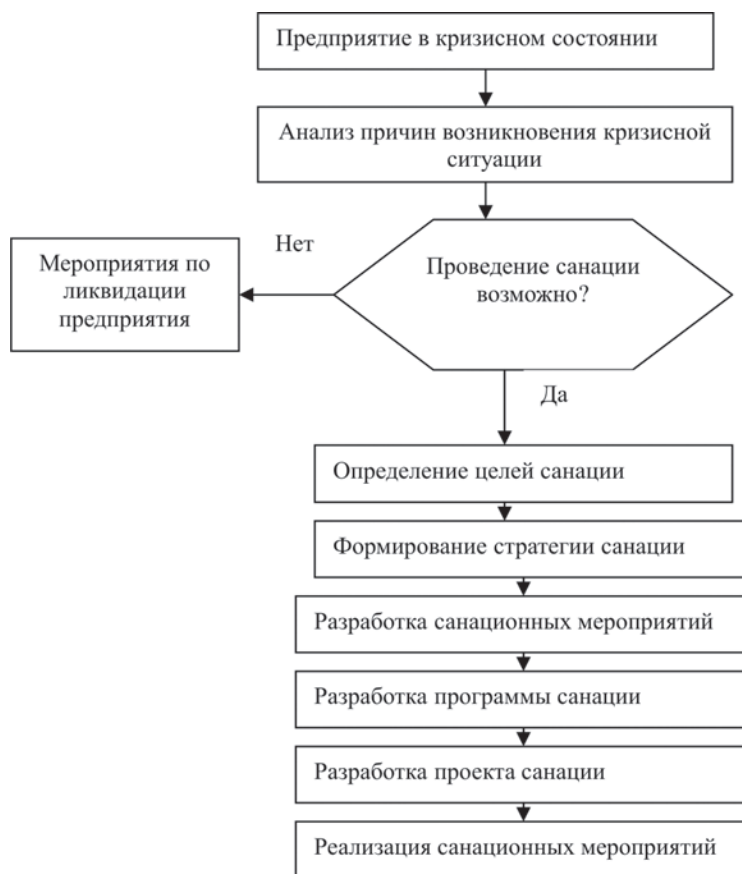 Предприятие в кризисном состоянии
Анализ причин возникновения кризисной
ситуации
Нет
Мероприятия по
ликвидации
предприятия
Проведение санации
возможно?
Да
Определение целей санации
Формирование стратегии санации
Разработка санационных мероприятий
Разработка программы санации
Разработка проекта санации
Реализация санационных мероприятий